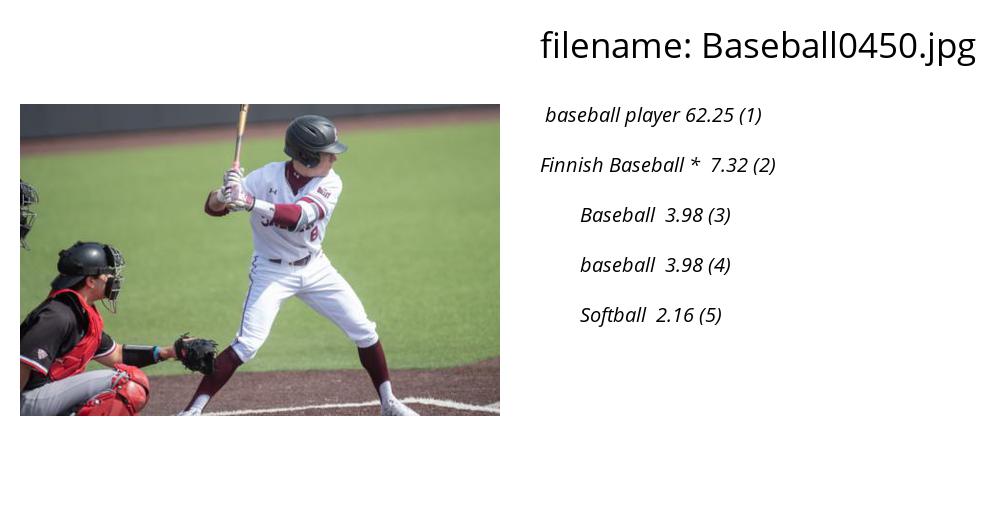 filename: Baseball0450.jpg
baseball player 62.25 (1)
Finnish Baseball * 7.32 (2)
Baseball 3.98 (3)
baseball 3.98 (4)
Softball 2.16 (5)